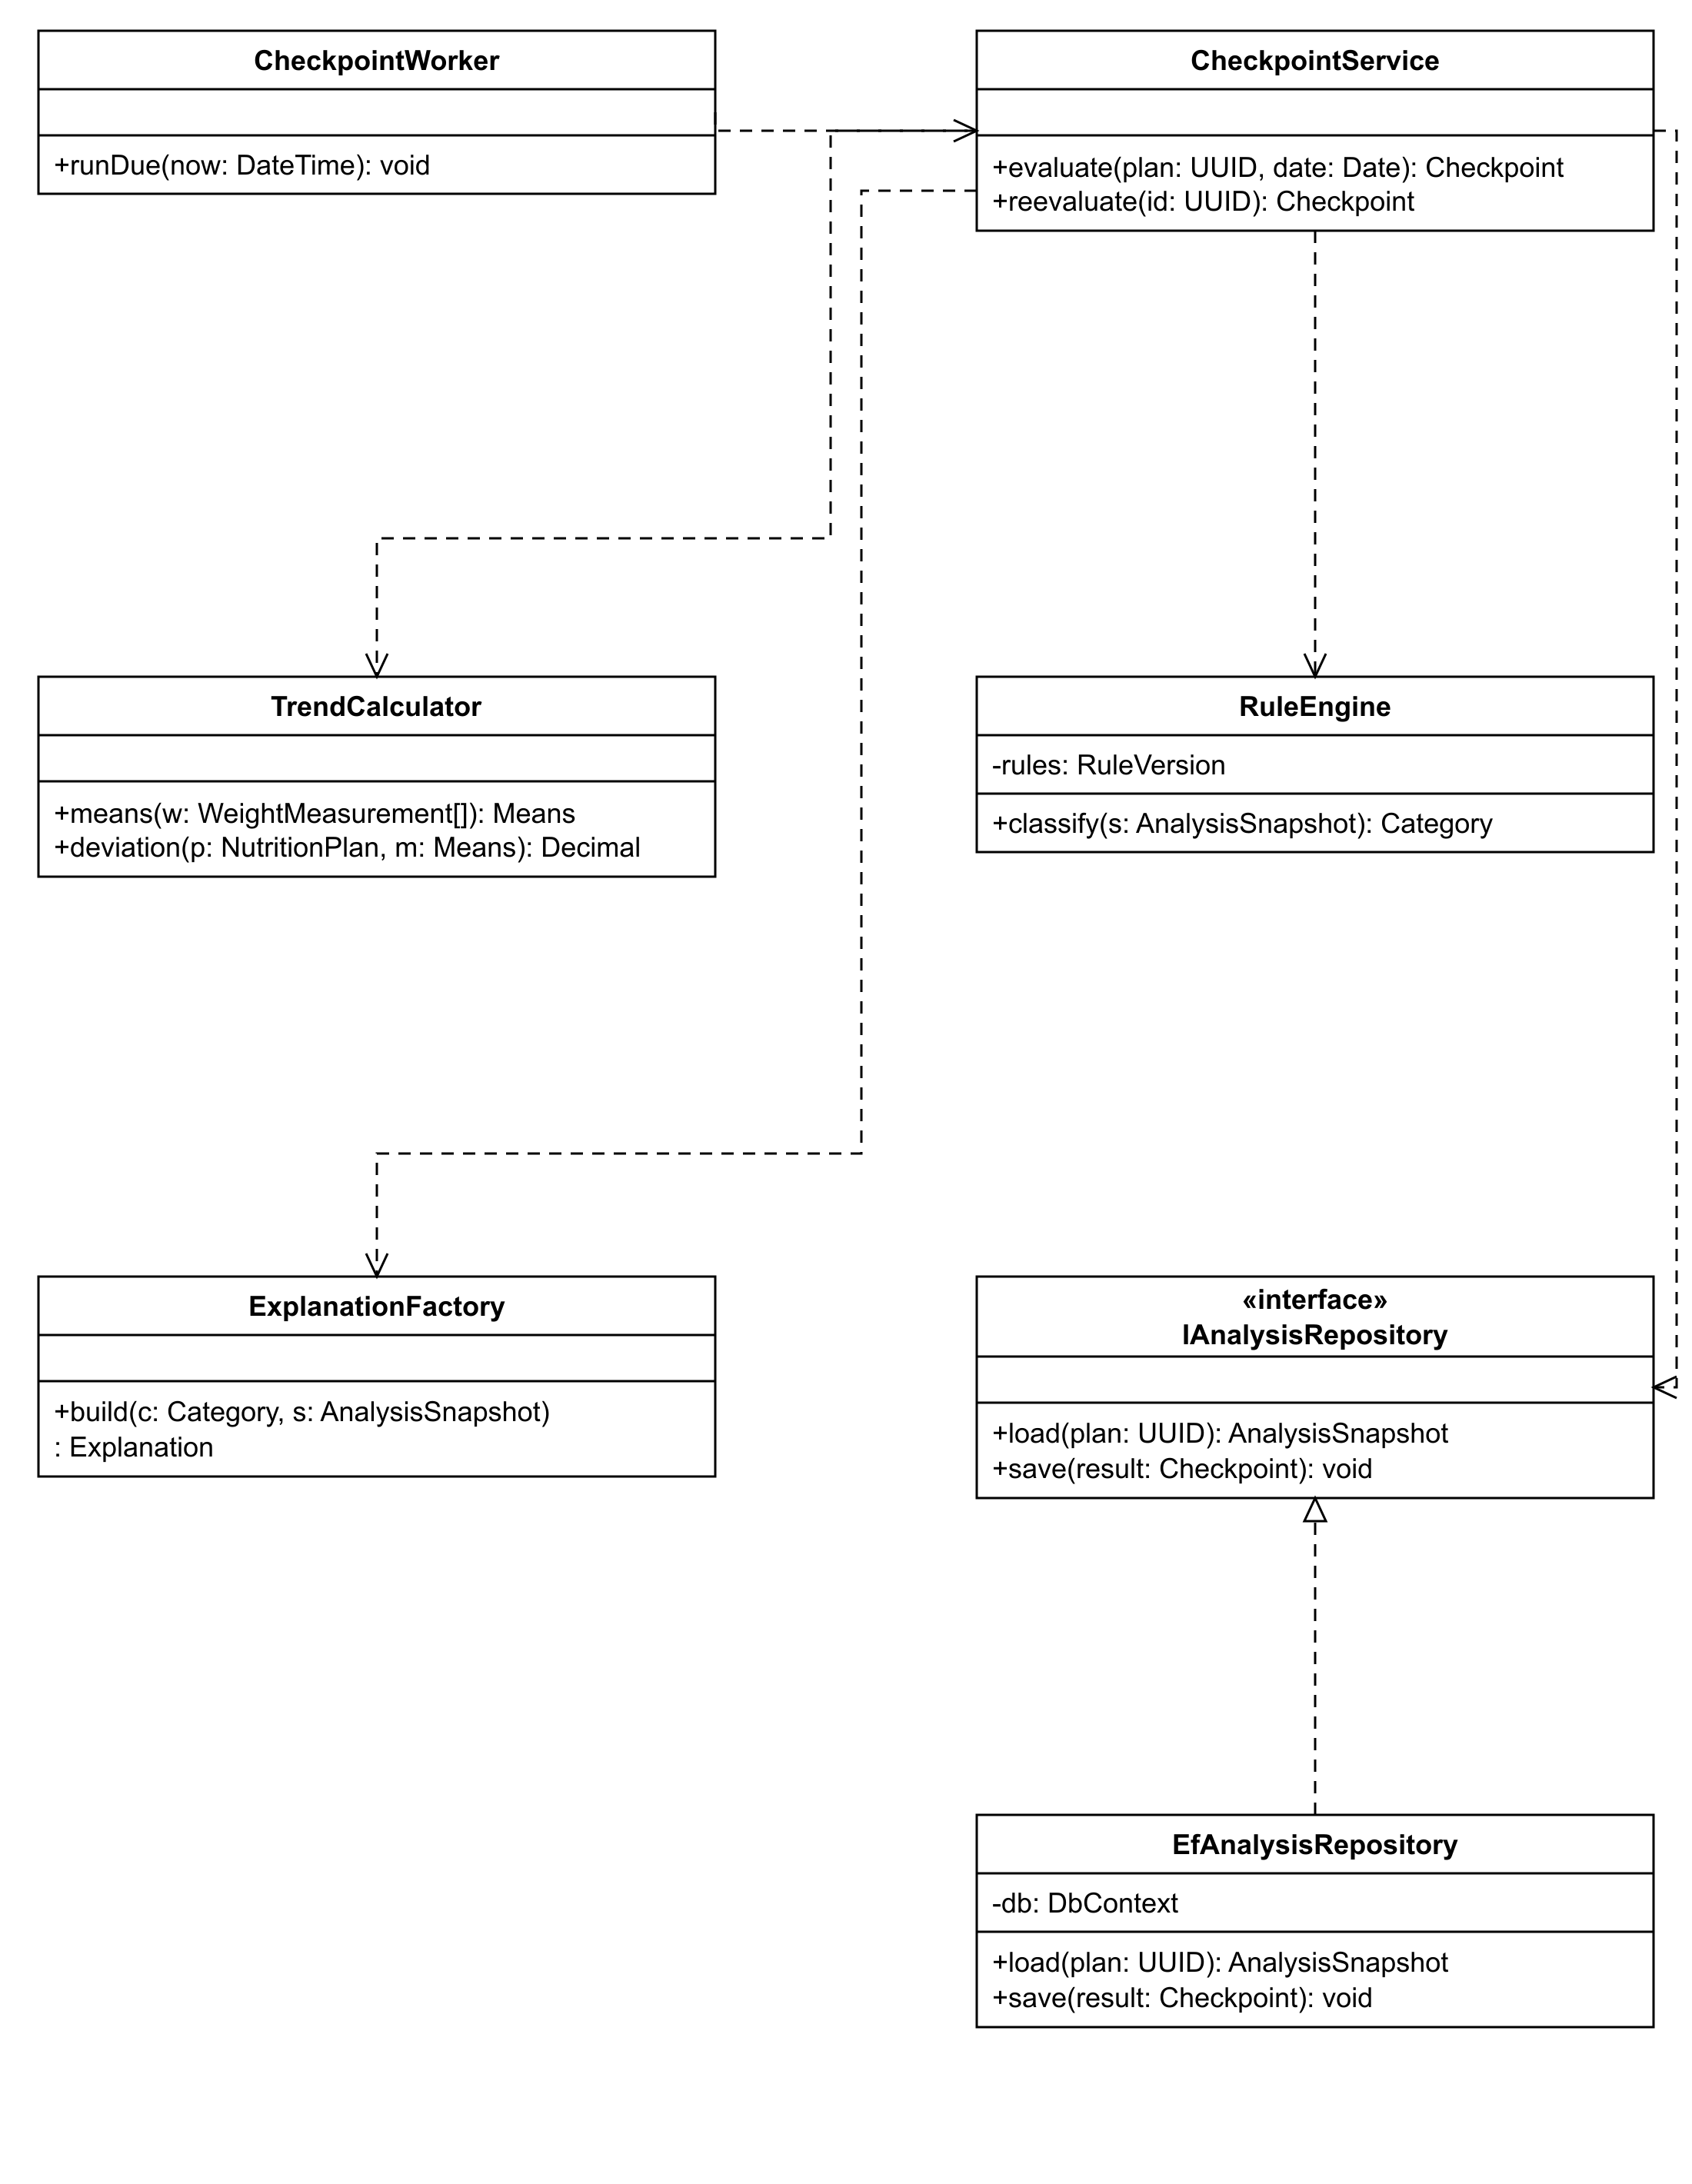 CheckpointWorker
+runDue(now: DateTime): void
CheckpointService
+evaluate(plan: UUID, date: Date): Checkpoint
+reevaluate(id: UUID): Checkpoint
TrendCalculator
+means(w: WeightMeasurement[]): Means
+deviation(p: NutritionPlan, m: Means): Decimal
RuleEngine
-rules: RuleVersion
+classify(s: AnalysisSnapshot): Category
ExplanationFactory
+build(c: Category, s: AnalysisSnapshot)
: Explanation
«interface»
IAnalysisRepository
+load(plan: UUID): AnalysisSnapshot
+save(result: Checkpoint): void
EfAnalysisRepository
-db: DbContext
+load(plan: UUID): AnalysisSnapshot
+save(result: Checkpoint): void